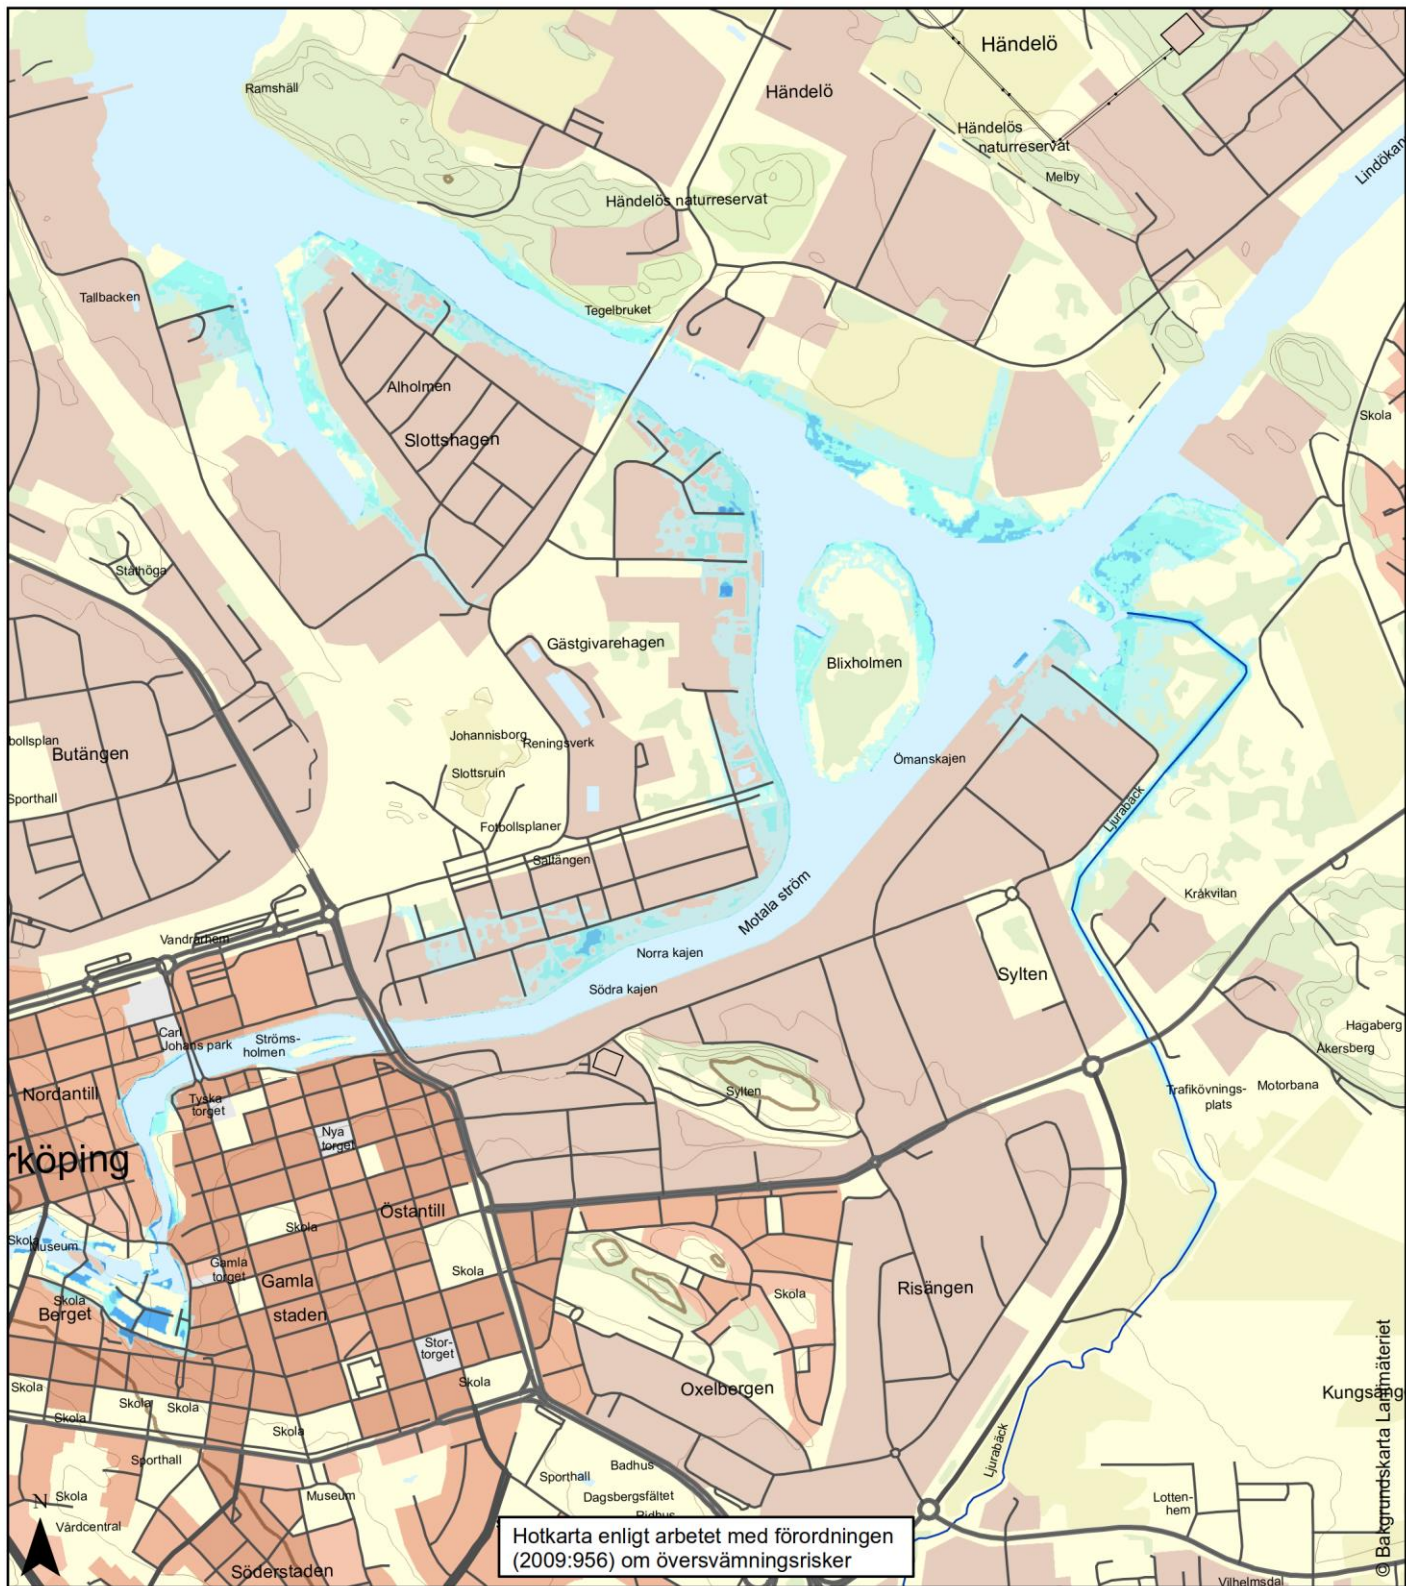 Händelö
Ramshäll
Händelö
Händelös
naturreservat
Melby
Lindökan
Händelös naturreservat
Tallbacken
Tegelbruket
Alholmen
Slottshagen
Skola
Ståthöga
Gästgivarehagen
Blixholmen
bollsplan
Butängen
Johannisborg
Reningsverk
Slottsruin
Ömanskajen
Sporthall
Ljurabäck
Fotbollsplaner
Saltängen
Motala ström
Kråkvilan
Vandrarhem
Norra kajen
Sylten
Södra kajen
Carl
Johans park
Ströms-
holmen
Hagaberg
Åkersberg
Nordantill
Tyska
torget
Sylten
Trafikövnings-
plats
Motorbana
Nya
torget
rköping
Östantill
Skola
Skola
Museum
Gamla
torget
Skola
Gamla
staden
Risängen
Skola
Skola
Berget
Stor-
torget
Skola
Oxelbergen
Kungsäng
Skola
Skola
Skola
Skola
Skola
Sporthall
Badhus
Ljurabäck
Sporthall
Dagsbergsfältet
Ridhus
Skola
Museum
Lotten-
hem
N
Vårdcentral
Söderstaden
Vilhelmsdal
Hotkarta enligt arbetet med förordningen
(2009:956) om översvämningsrisker
© Bakgrundskarta Lantmäteriet